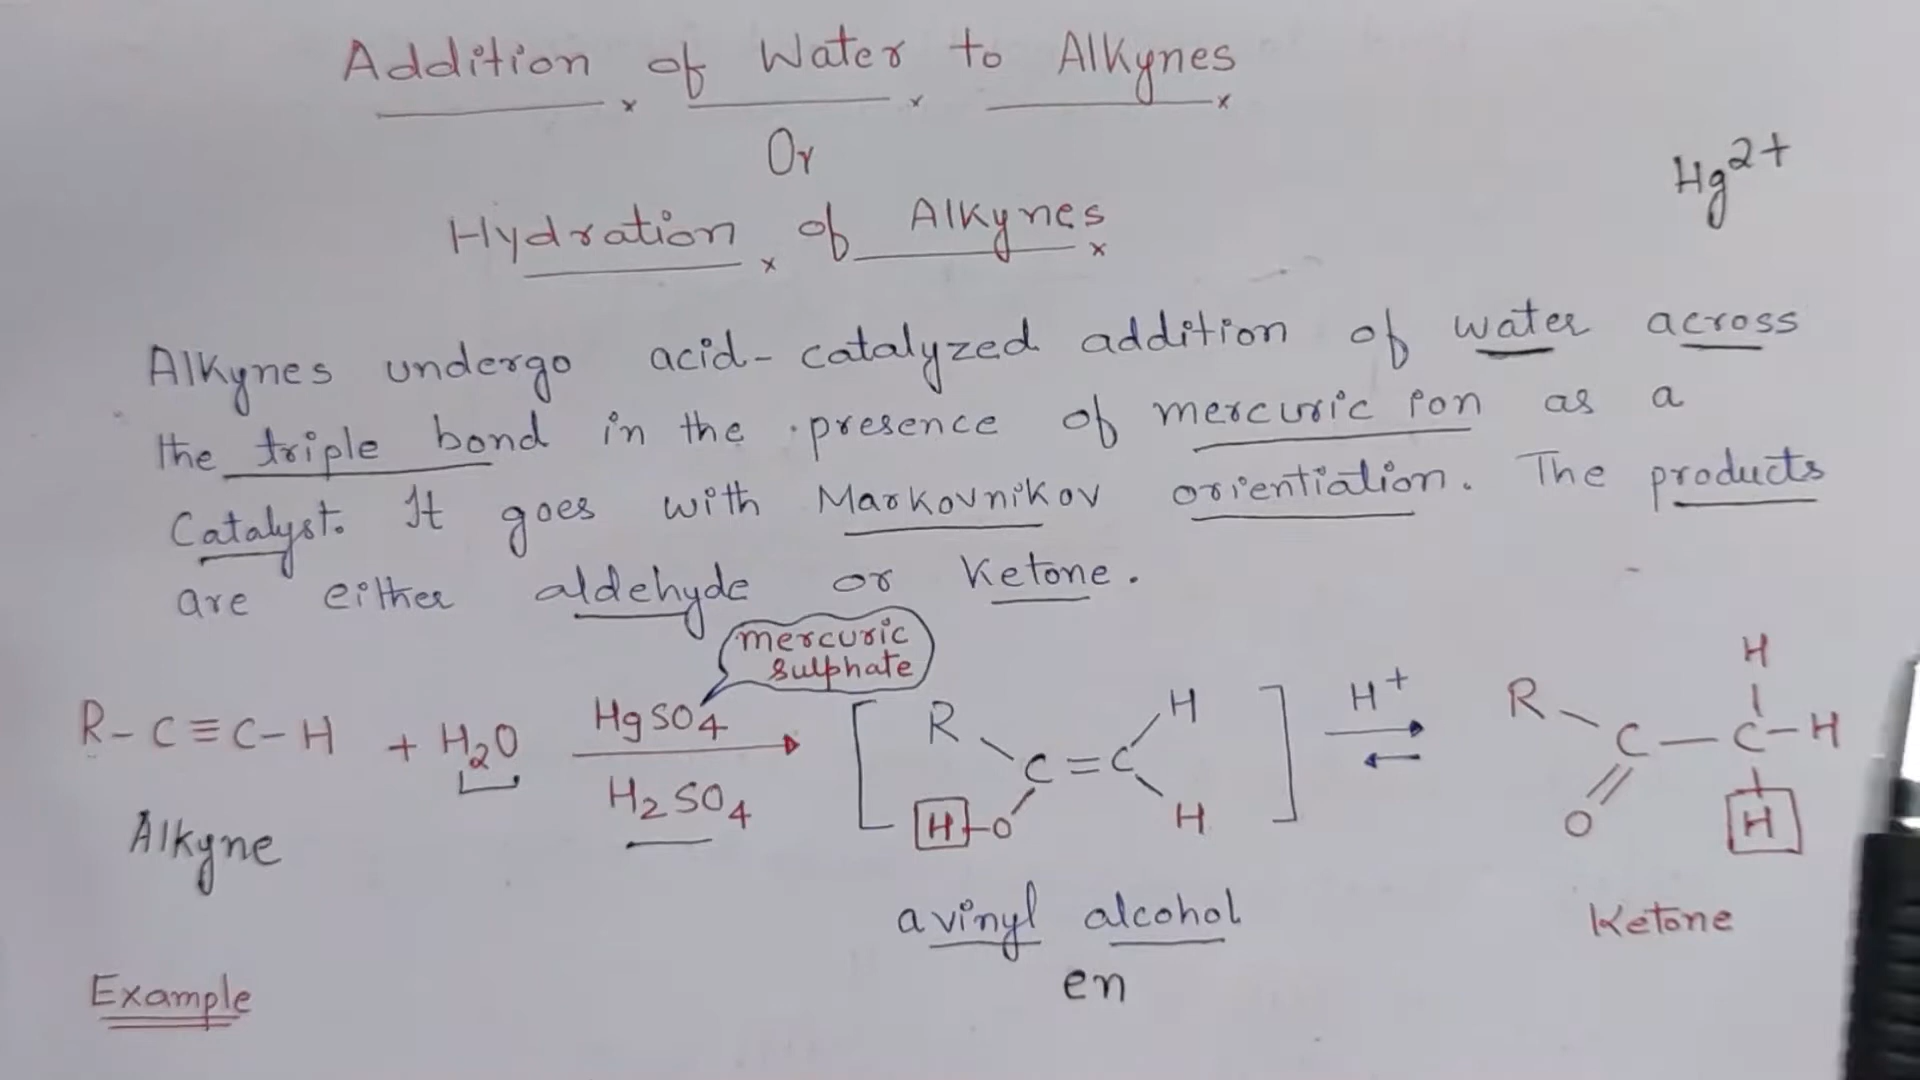 Addition of Water to Alkynes
Or
Hydration of Alkynes
Hg2+
Alkynes undergo acid-catalyzed addition of water across
the triple bond in the presence of mercuric ion as a
Catalyst. It goes with Markovnikov orientiation. The products
are either aldehyde or Ketone.
mercuric
sulphate
R-C≡C-H + H2O HgSO4 H2SO4 [R C=C H H-O H] H+ R C-C-H O H H
Alkyne
a vinyl alcohol
en
Ketone
Example